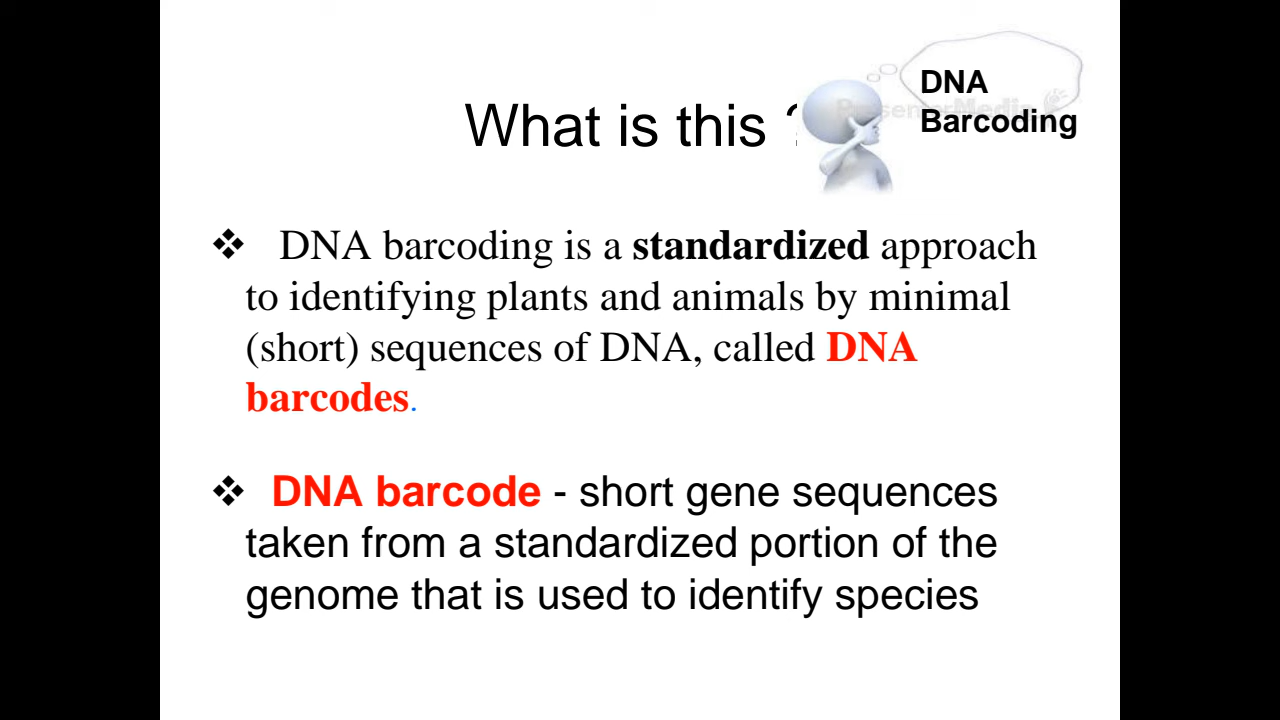 What is this ?
DNA
Barcoding
PresenterMedia
❖ DNA barcoding is a standardized approach
to identifying plants and animals by minimal
(short) sequences of DNA, called DNA
barcodes.
❖ DNA barcode - short gene sequences
taken from a standardized portion of the
genome that is used to identify species